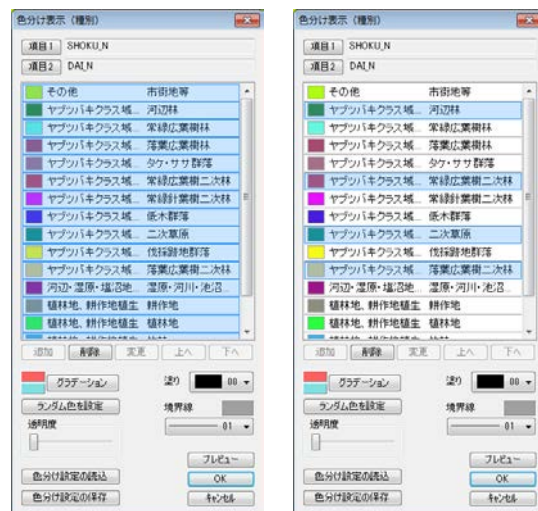 色分け表示（種別）
項目1 SHOKU_N
項目2 DAI_N
その他 市街地等
ヤブツバキクラス域... 河辺林
ヤブツバキクラス域... 常緑広葉樹林
ヤブツバキクラス域... 落葉広葉樹林
ヤブツバキクラス域... タケ・ササ群落
ヤブツバキクラス域... 常緑広葉樹二次林
ヤブツバキクラス域... 常緑針葉樹二次林
ヤブツバキクラス域... 低木群落
ヤブツバキクラス域... 二次草原
ヤブツバキクラス域... 伐採跡地群落
ヤブツバキクラス域... 落葉広葉樹二次林
河辺・湿原・塩沼地... 湿原・河川・池沼...
植林地、耕作地植生 耕作地
植林地、耕作地植生 植林地
追加 削除 変更 上へ 下へ
グラデーション 塗り 00
ランダム色を設定 境界線
透明度 01
プレビュー
色分け設定の読込 OK
色分け設定の保存 キャンセル
色分け表示（種別）
項目1 SHOKU_N
項目2 DAI_N
その他 市街地等
ヤブツバキクラス域... 河辺林
ヤブツバキクラス域... 常緑広葉樹林
ヤブツバキクラス域... 落葉広葉樹林
ヤブツバキクラス域... タケ・ササ群落
ヤブツバキクラス域... 常緑広葉樹二次林
ヤブツバキクラス域... 常緑針葉樹二次林
ヤブツバキクラス域... 低木群落
ヤブツバキクラス域... 二次草原
ヤブツバキクラス域... 伐採跡地群落
ヤブツバキクラス域... 落葉広葉樹二次林
河辺・湿原・塩沼地... 湿原・河川・池沼...
植林地、耕作地植生 耕作地
植林地、耕作地植生 植林地
追加 削除 変更 上へ 下へ
グラデーション 塗り 00
ランダム色を設定 境界線
透明度 01
プレビュー
色分け設定の読込 OK
色分け設定の保存 キャンセル